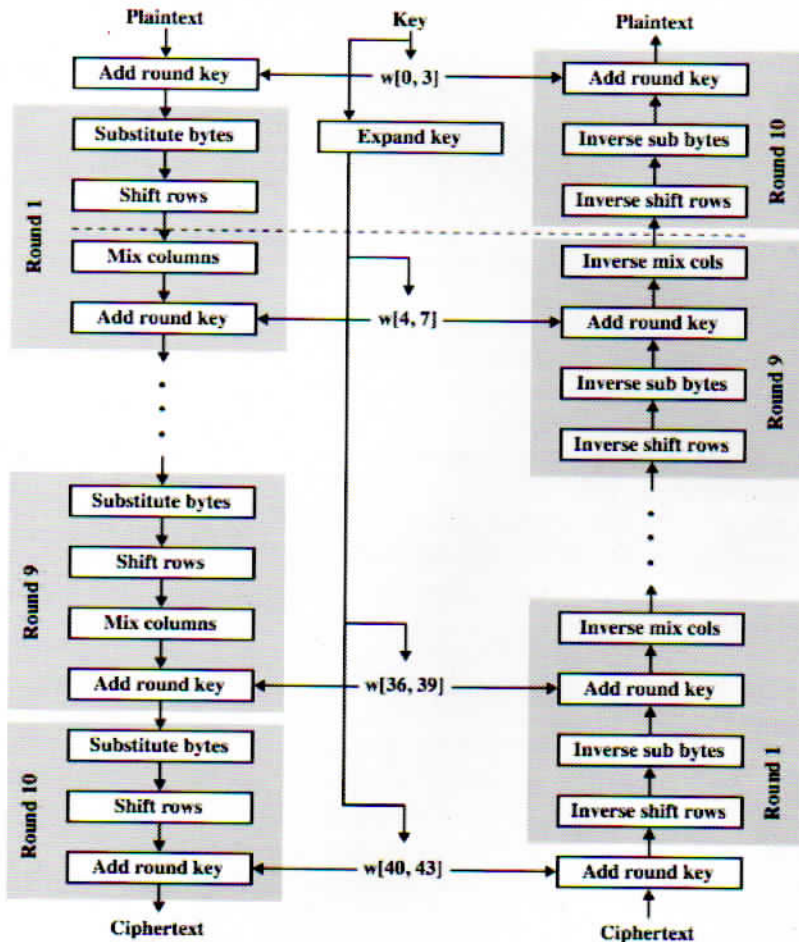 Plaintext
Add round key
Round 1
Substitute bytes
Shift rows
Mix columns
Add round key
Round 9
Substitute bytes
Shift rows
Mix columns
Add round key
Round 10
Substitute bytes
Shift rows
Add round key
Ciphertext
Key
w[0, 3]
Expand key
w[4, 7]
w[36, 39]
w[40, 43]
Plaintext
Add round key
Inverse sub bytes
Inverse shift rows
Round 10
Inverse mix cols
Add round key
Inverse sub bytes
Inverse shift rows
Round 9
Inverse mix cols
Add round key
Inverse sub bytes
Inverse shift rows
Round 1
Add round key
Ciphertext